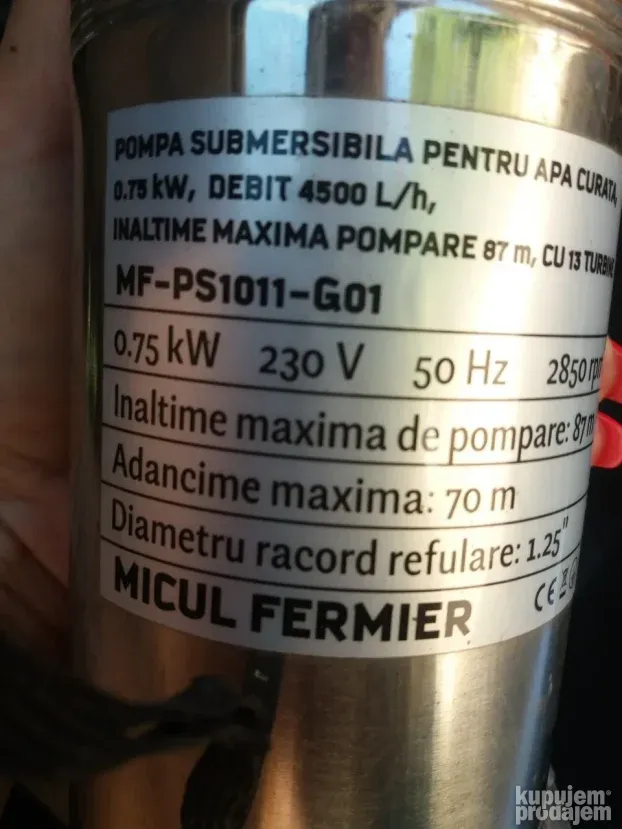 POMPA SUBMERSIBILA PENTRU APA CURATA,
0.75 kW, DEBIT 4500 L/h,
INALTIME MAXIMA POMPARE 87 m, CU 13 TURBINE
MF-PS1011-G01
0.75 kW 230 V 50 Hz 2850 rpm
Inaltime maxima de pompare: 87 m
Adancime maxima: 70 m
Diametru racord refulare: 1.25"
MICUL FERMIER CE
kupujem
prodajem